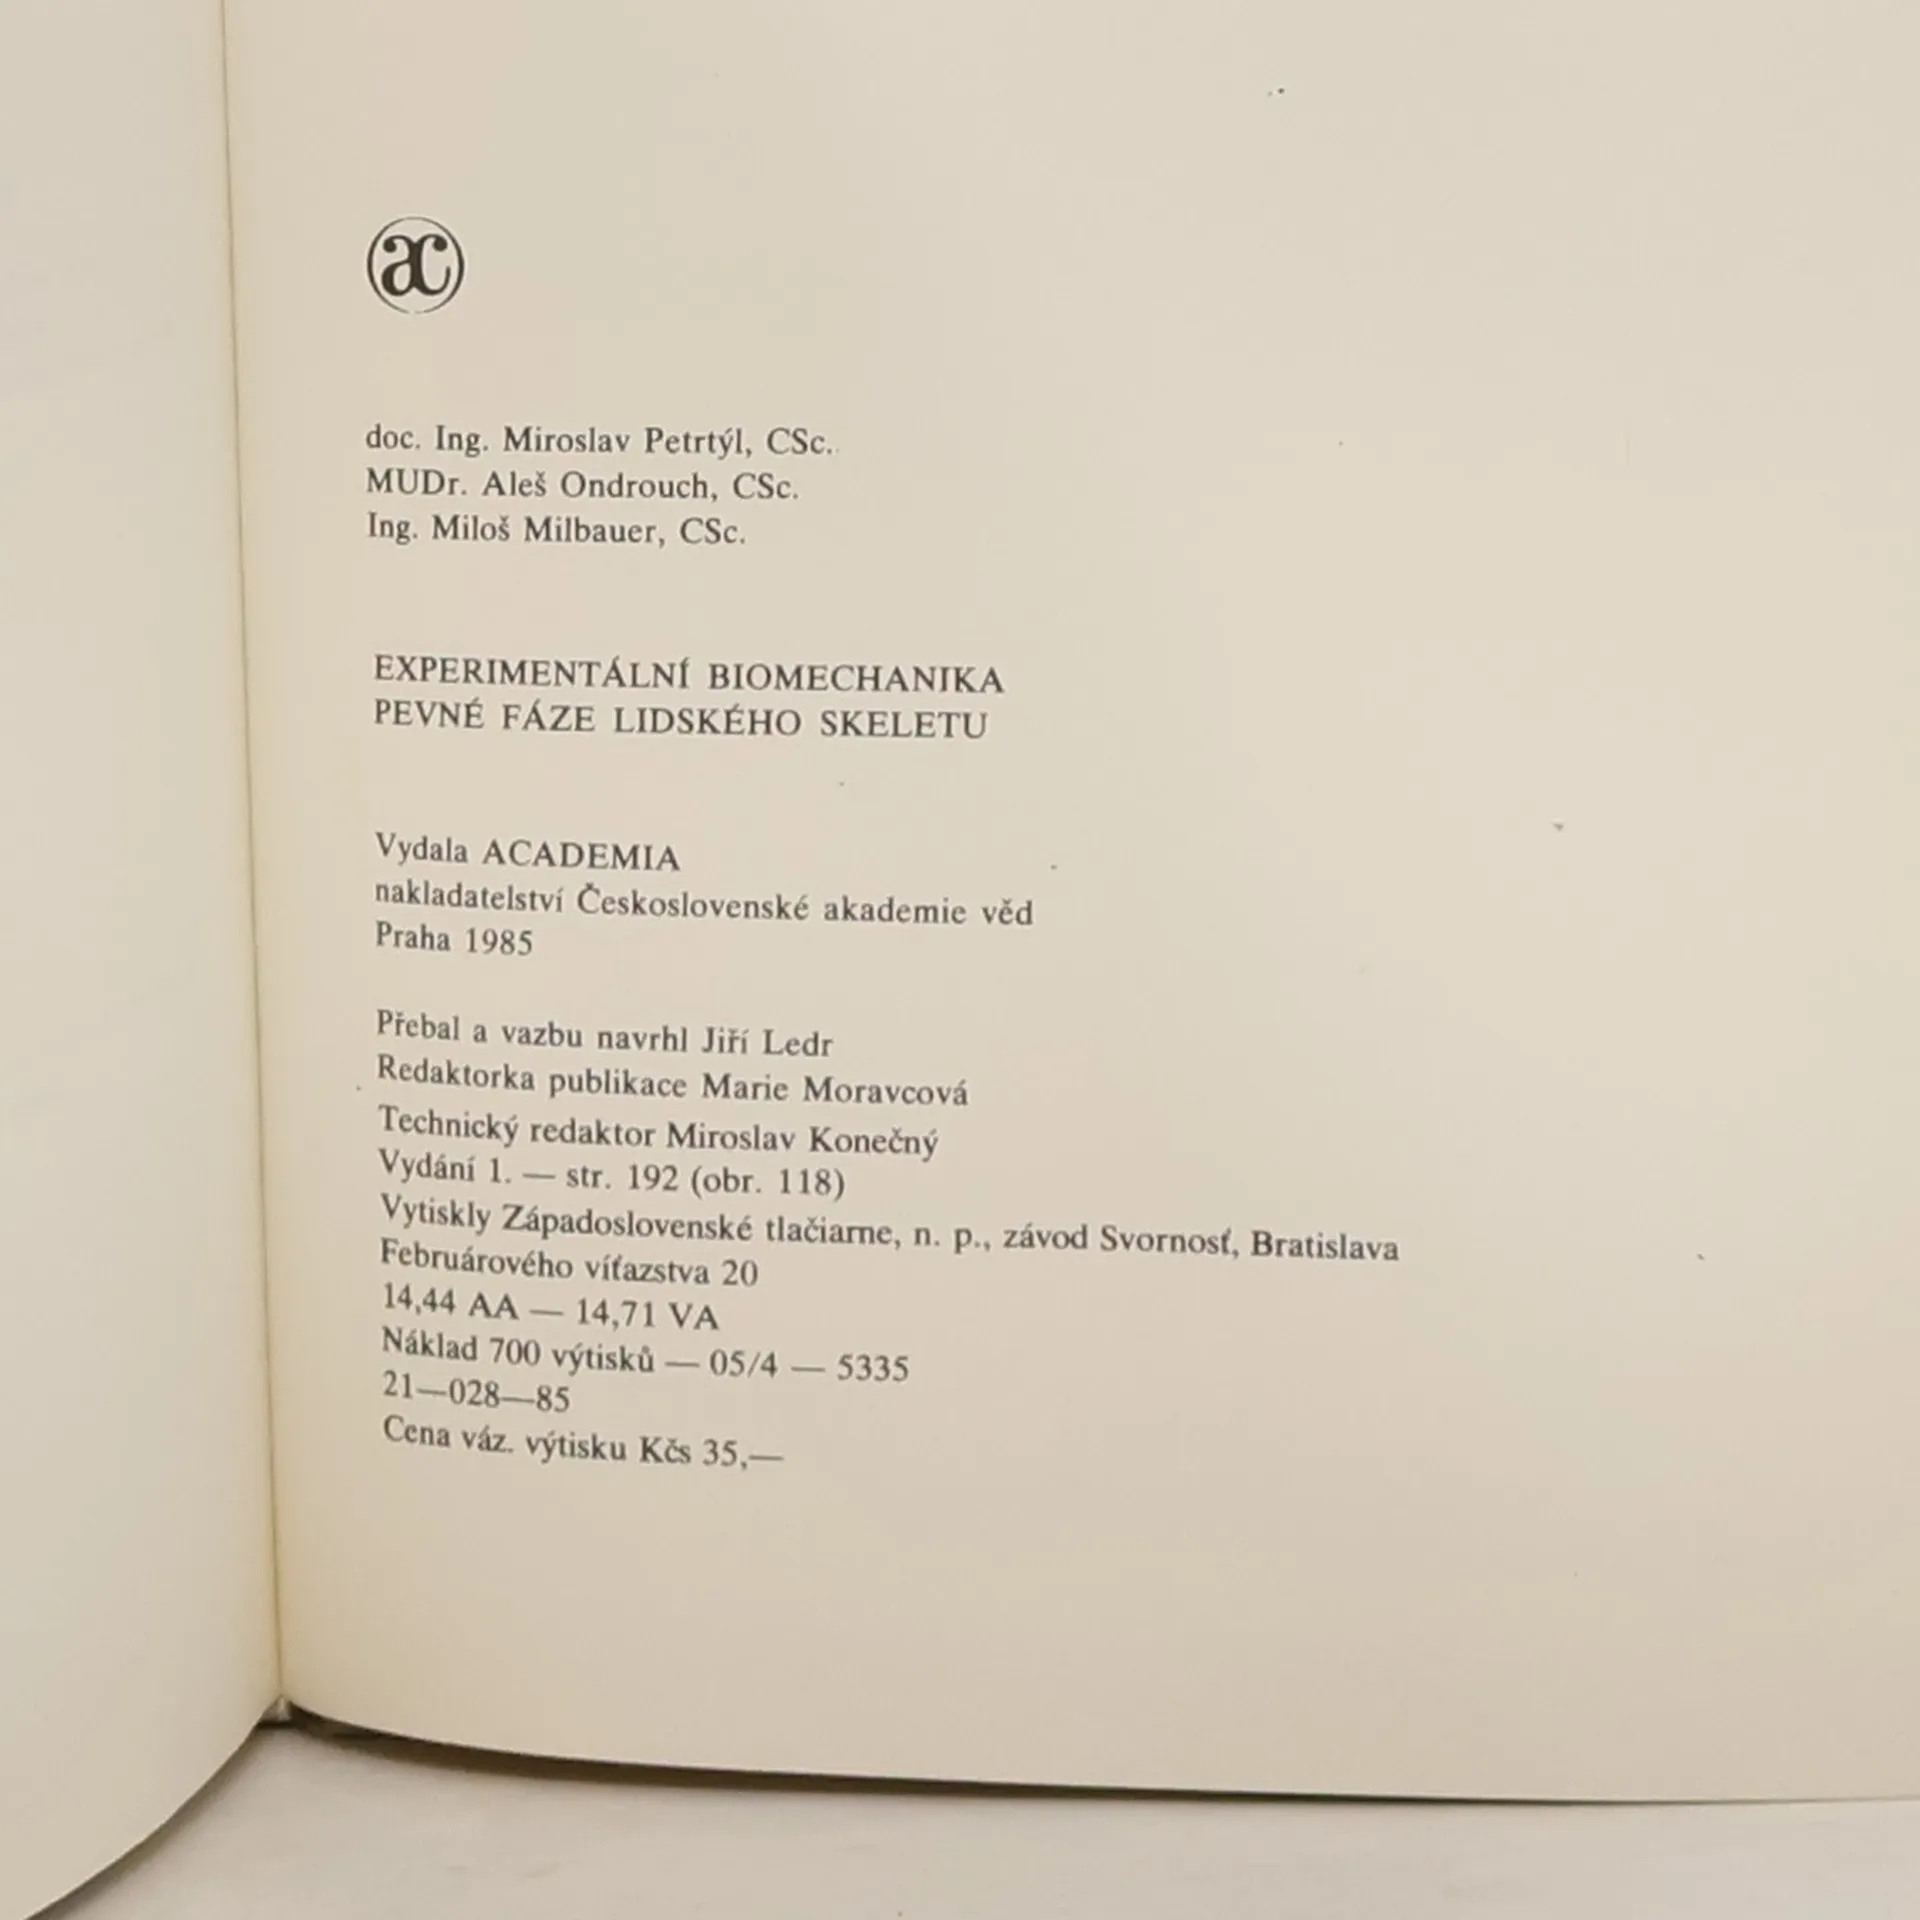 ac
doc. Ing. Miroslav Petrtýl, CSc.
MUDr. Aleš Ondrouch, CSc.
Ing. Miloš Milbauer, CSc.
EXPERIMENTÁLNÍ BIOMECHANIKA
PEVNÉ FÁZE LIDSKÉHO SKELETU
Vydala ACADEMIA
nakladatelství Československé akademie věd
Praha 1985
Přebal a vazbu navrhl Jiří Ledr
Redaktorka publikace Marie Moravcová
Technický redaktor Miroslav Konečný
Vydání 1. — str. 192 (obr. 118)
Vytiskly Západoslovenské tlačiarne, n. p., závod Svornosť, Bratislava
Februárového víťazstva 20
14,44 AA — 14,71 VA
Náklad 700 výtisků — 05/4 — 5335
21—028—85
Cena váz. výtisku Kčs 35,—